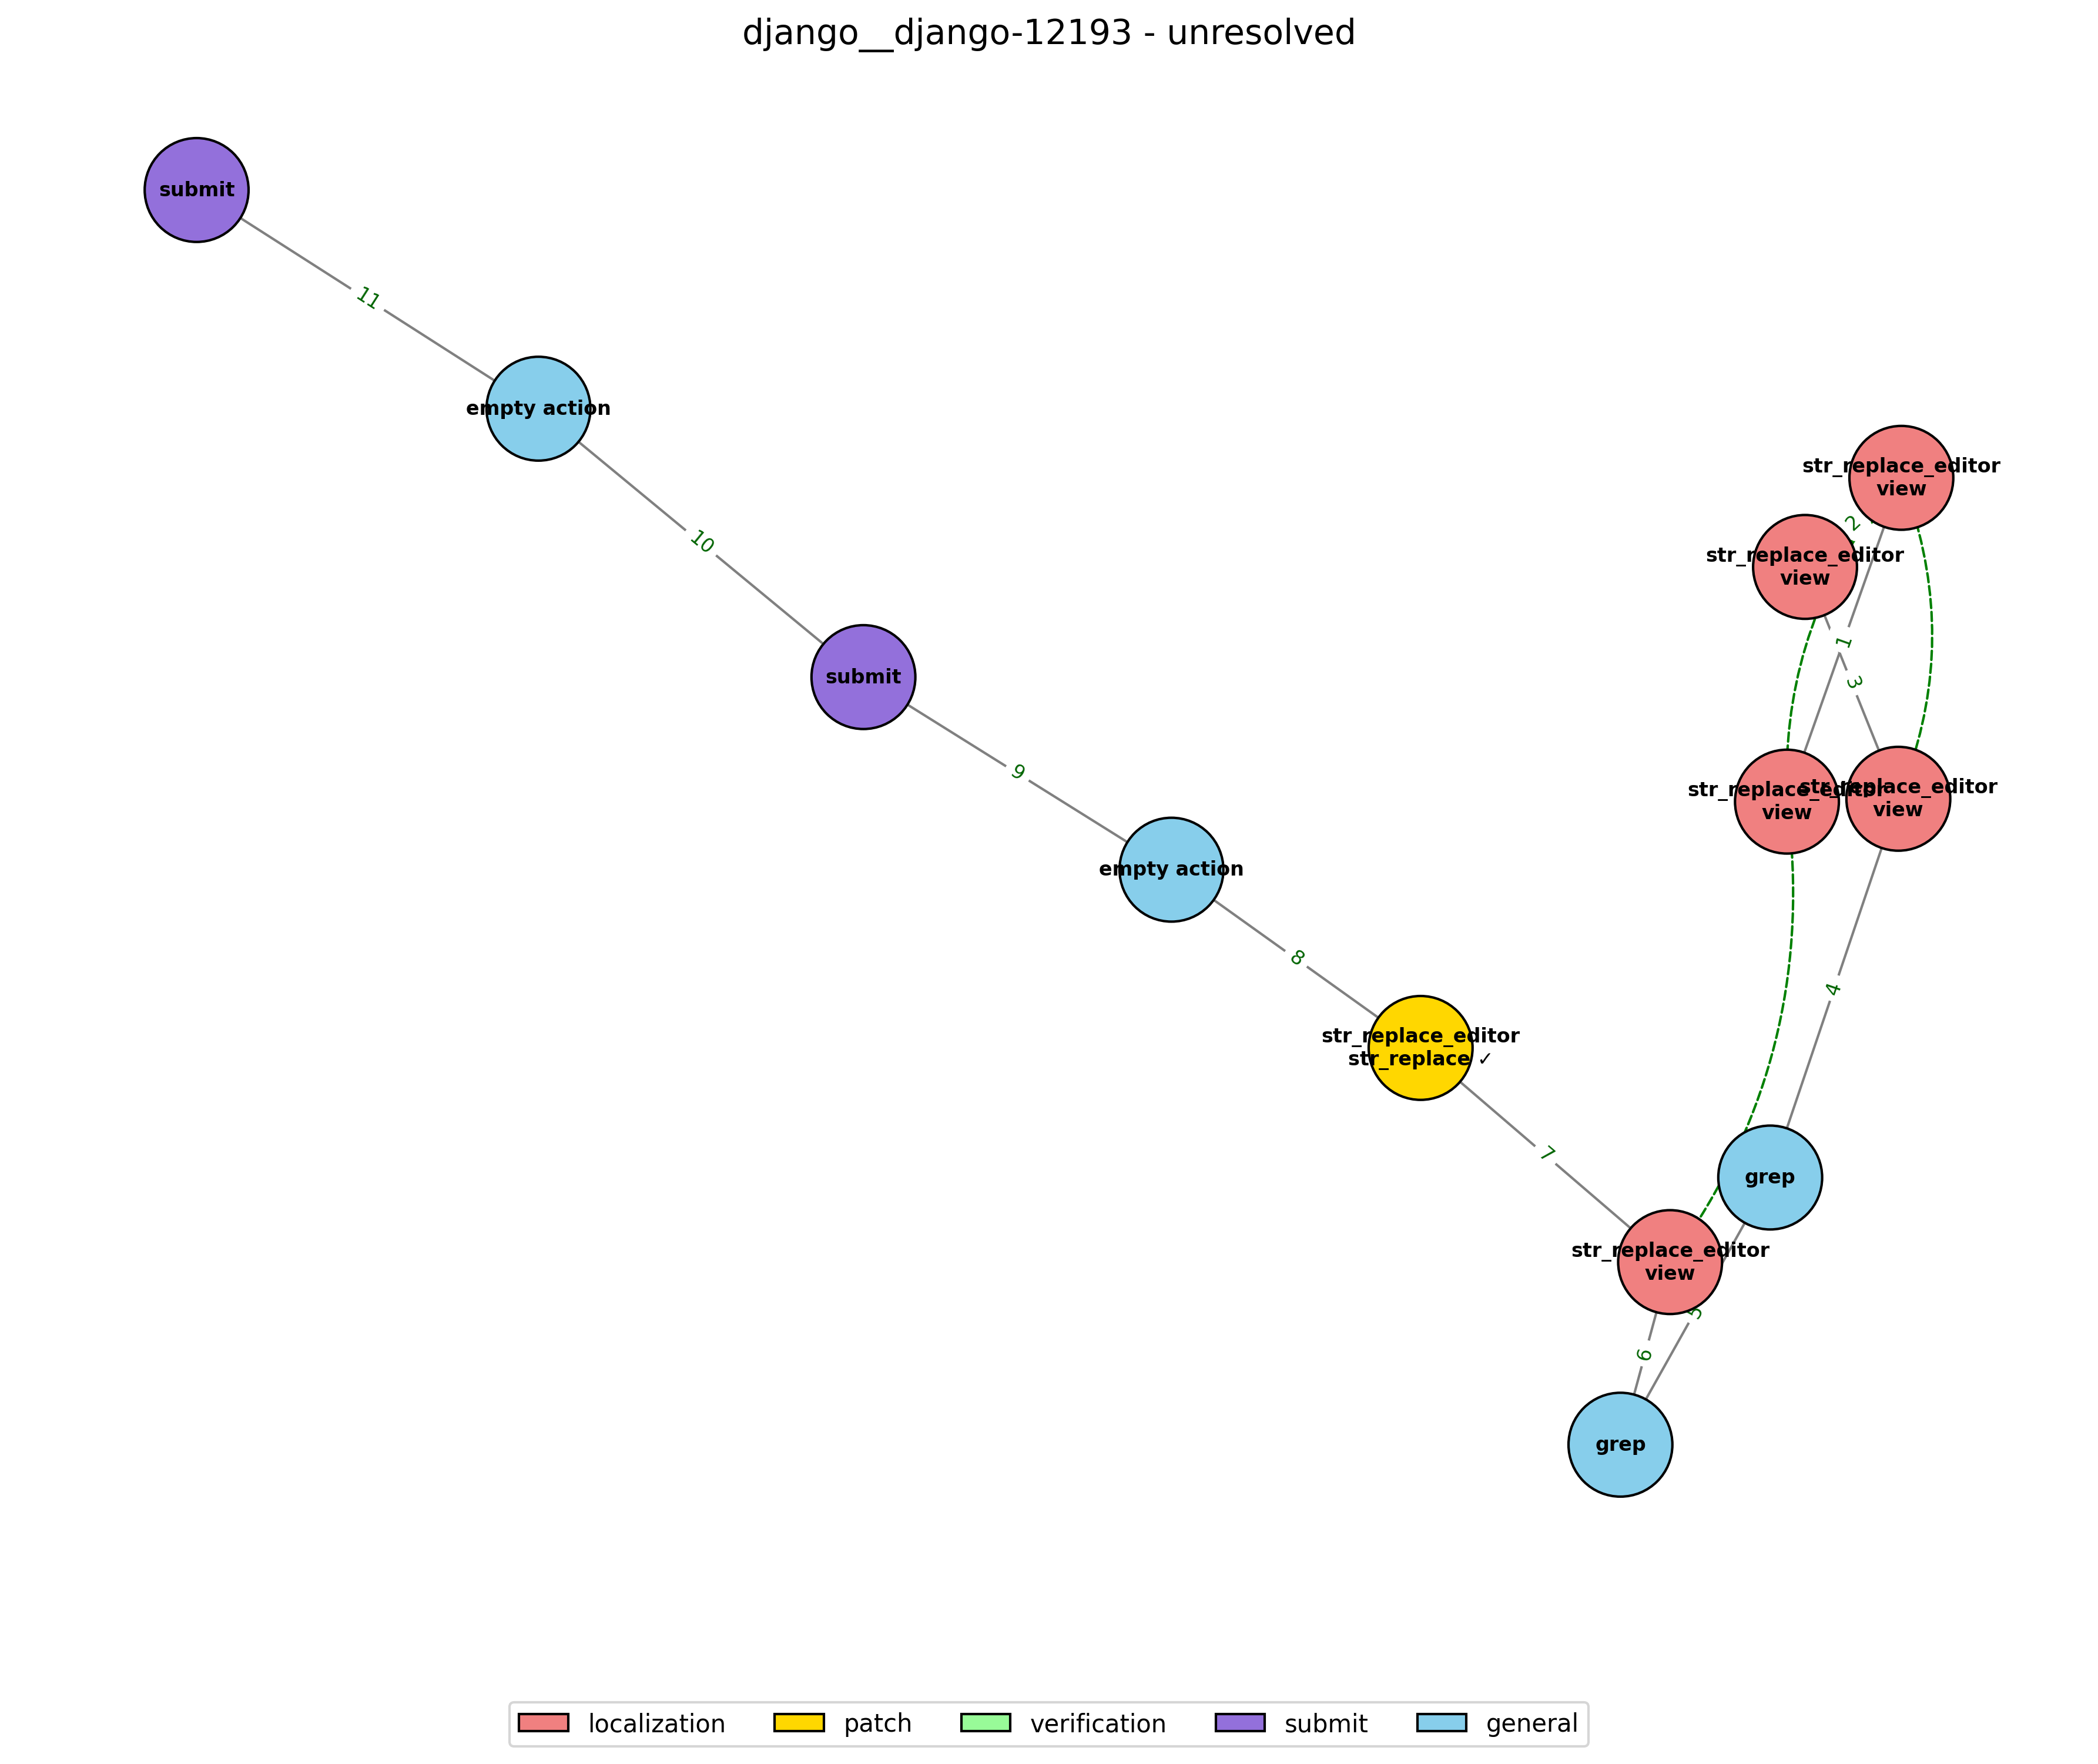 django__django-12193 - unresolved
submit
11
empty action
10
submit
9
empty action
8
str_replace_editor
str_replace ✓
7
str_replace_editor
view
2
str_replace_editor
view
1
3
str_replace_editor
view
str_replace_editor
view
4
grep
str_replace_editor
view
5
6
grep
localization
patch
verification
submit
general